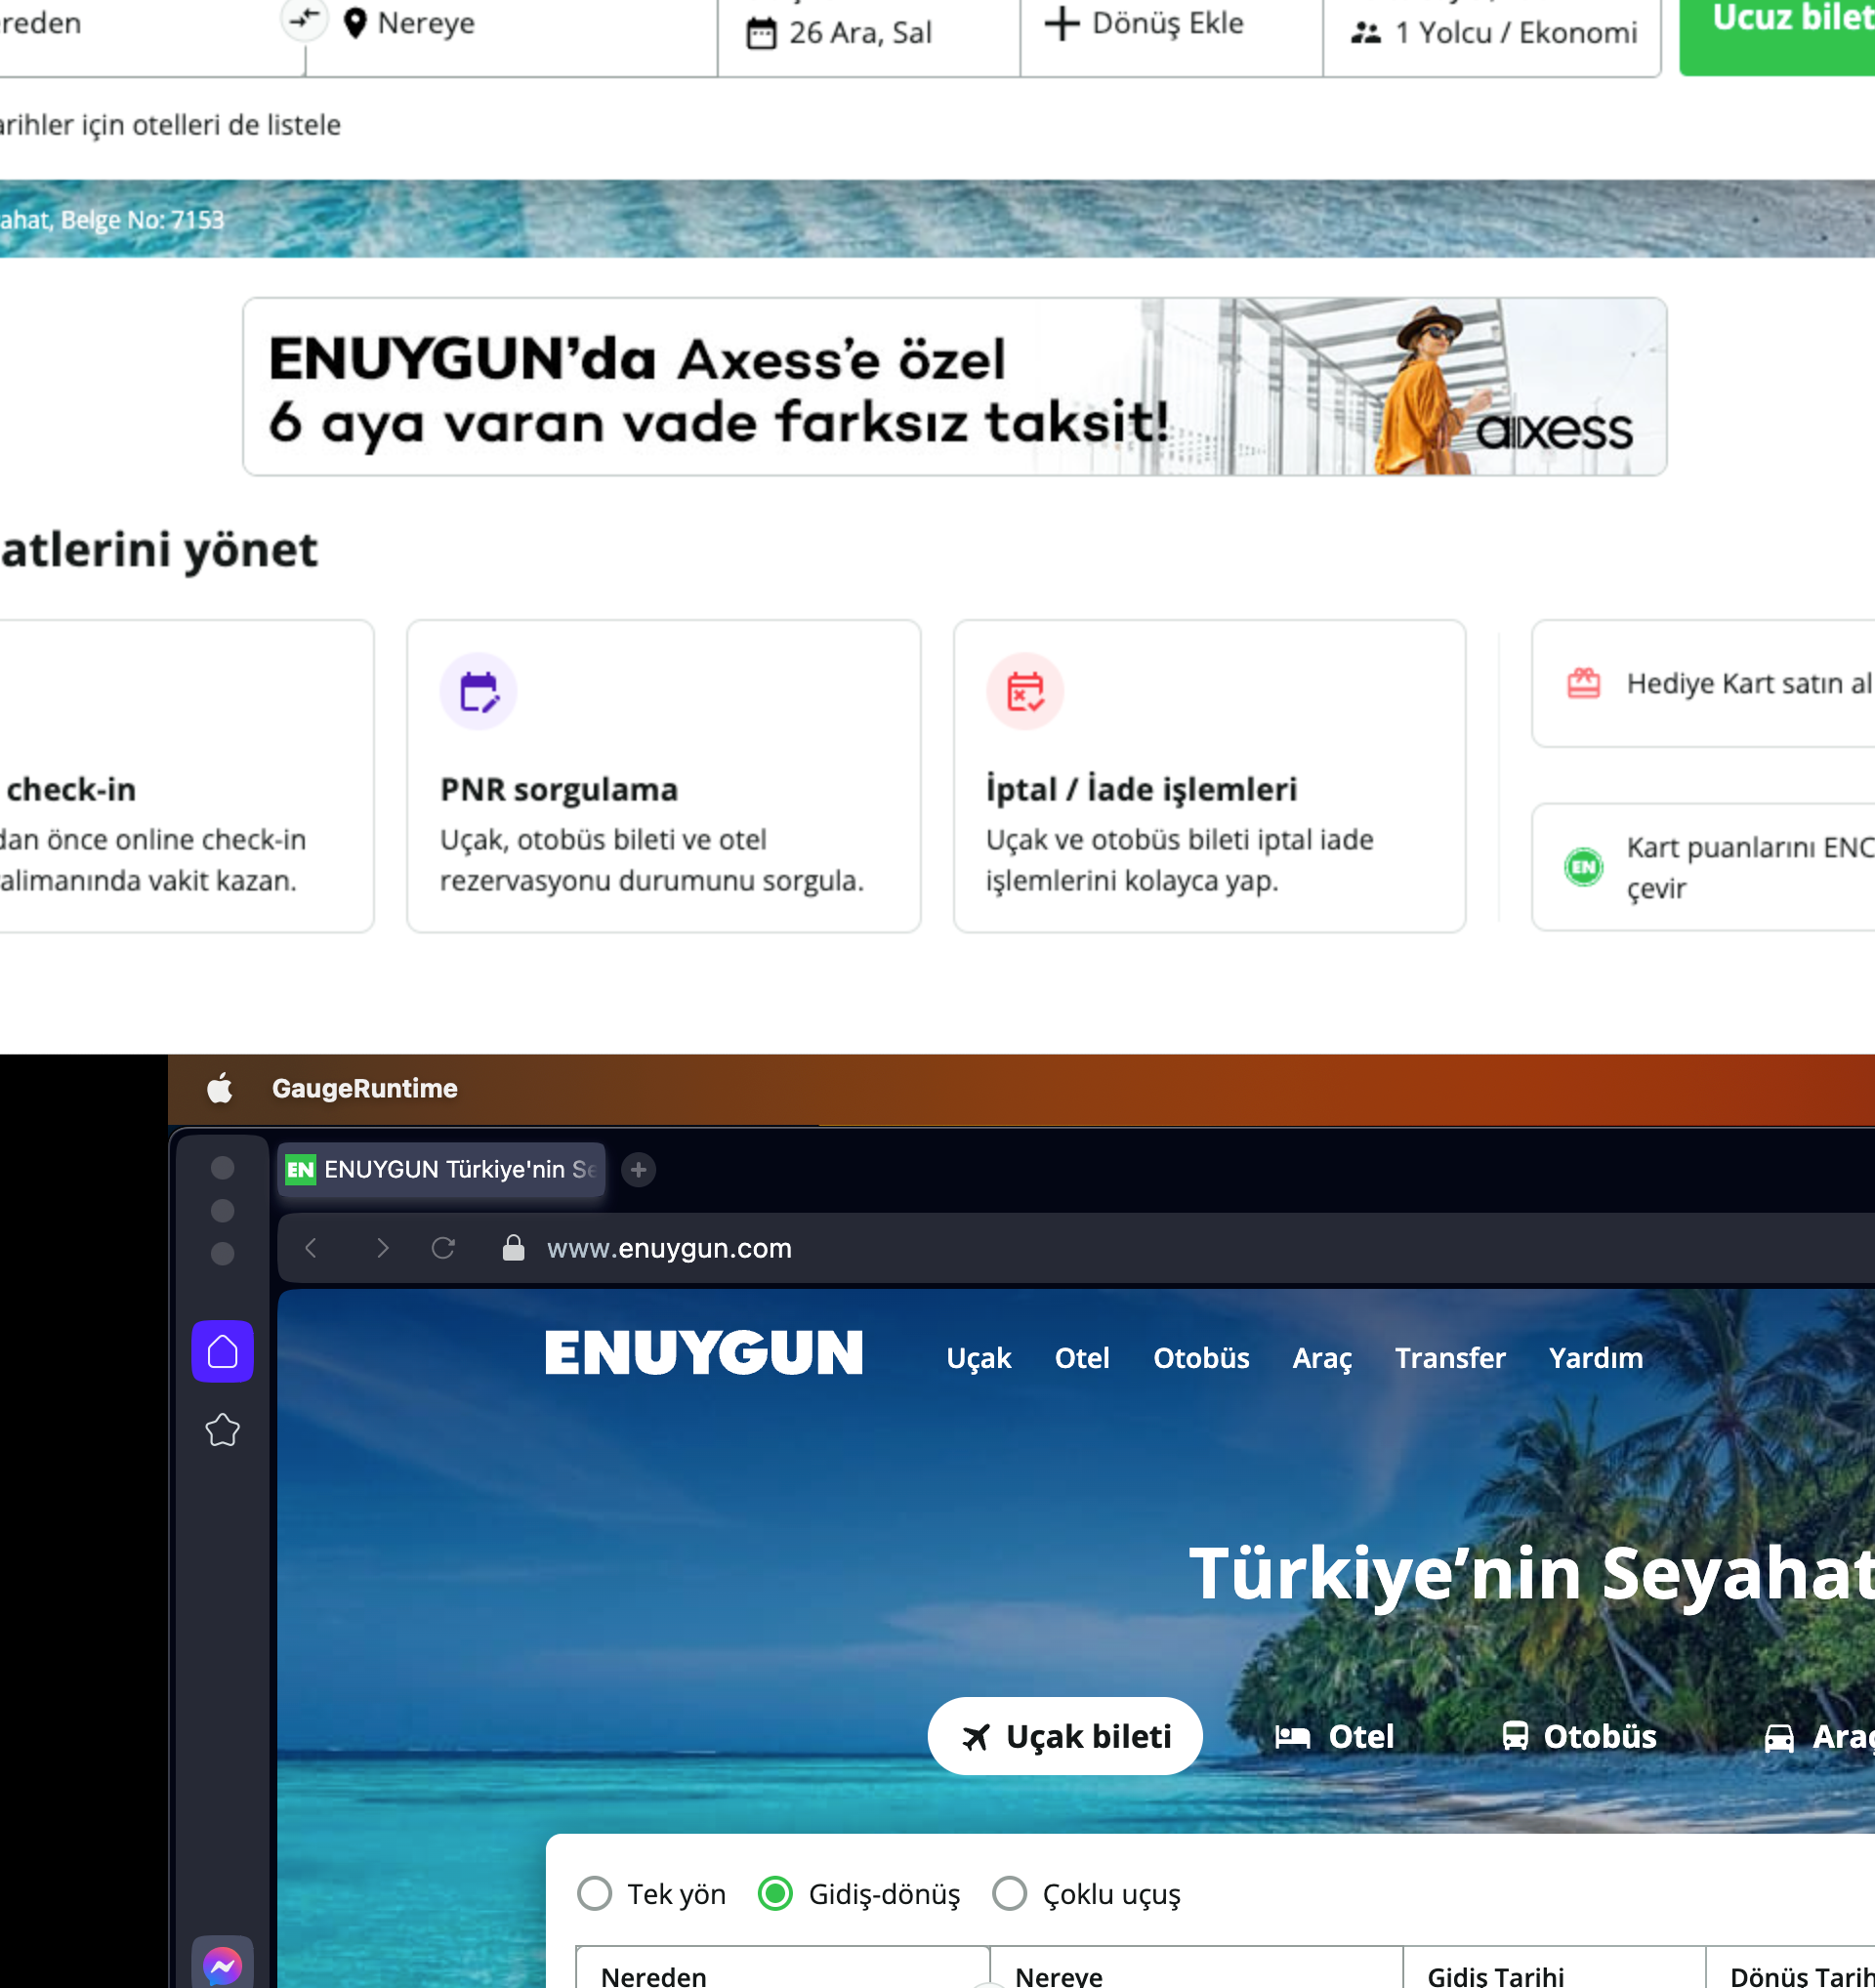 ereden
Nereye
26 Ara, Sal
Dönüş Ekle
1 Yolcu / Ekonomi
Ucuz bilet
arihler için otelleri de listele
ahat, Belge No: 7153
ENUYGUN’da Axess’e özel
6 aya varan vade farksız taksit!
axess
atlerini yönet
check-in
dan önce online check-in
alimanında vakit kazan.
PNR sorgulama
Uçak, otobüs bileti ve otel
rezervasyonu durumunu sorgula.
İptal / İade işlemleri
Uçak ve otobüs bileti iptal iade
işlemlerini kolayca yap.
Hediye Kart satın al
EN
Kart puanlarını ENC
çevir
GaugeRuntime
EN ENUYGUN Türkiye'nin Se
www.enuygun.com
ENUYGUN
Uçak Otel Otobüs Araç Transfer Yardım
Türkiye’nin Seyahat
Uçak bileti
Otel
Otobüs
Araç
Tek yön
Gidiş-dönüş
Çoklu uçuş
Nereden
Nereye
Gidiş Tarihi
Dönüş Tarih